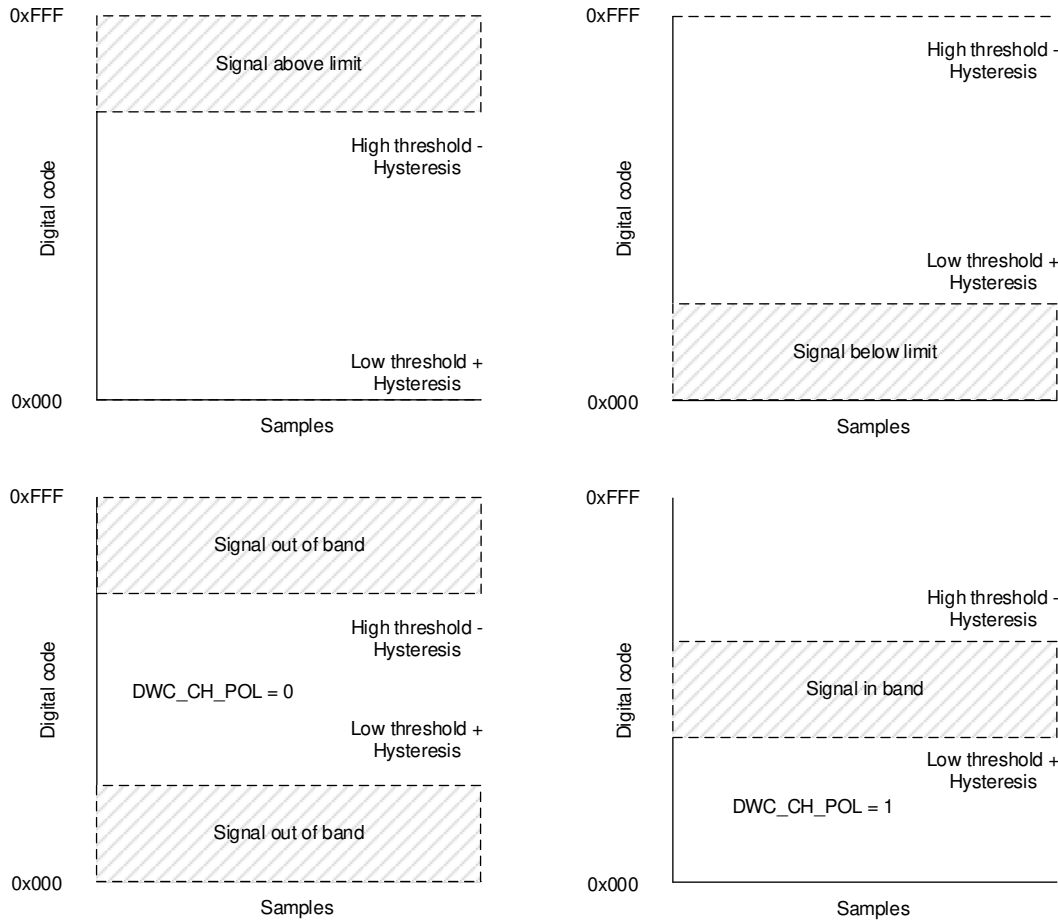 0xFFF
Signal above limit
High threshold -
Hysteresis
Digital code
Low threshold +
Hysteresis
0x000
Samples
0xFFF
High threshold -
Hysteresis
Digital code
Low threshold +
Hysteresis
Signal below limit
0x000
Samples
0xFFF
Signal out of band
High threshold -
Hysteresis
Digital code
DWC_CH_POL = 0
Low threshold +
Hysteresis
Signal out of band
0x000
Samples
0xFFF
High threshold -
Hysteresis
Digital code
Signal in band
Low threshold +
Hysteresis
DWC_CH_POL = 1
0x000
Samples